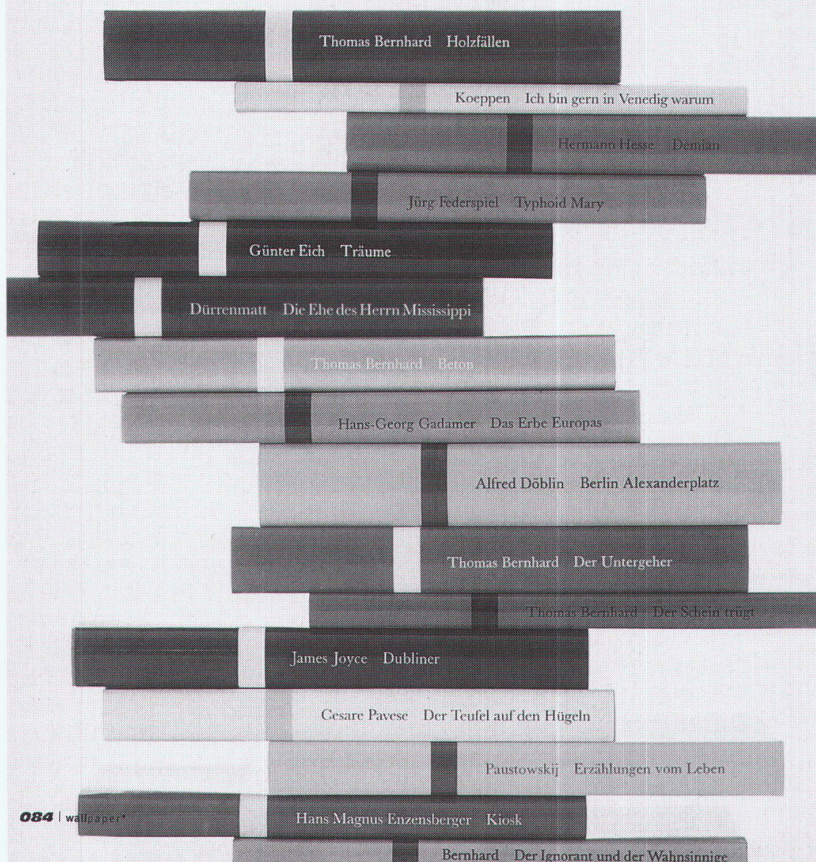 Thomas Bernhard Holzfällen
Koeppen Ich bin gern in Venedig warum
Hermann Hesse Demian
Jürg Federspiel Typhoid Mary
Günter Eich Träume
Dürrenmatt Die Ehe des Herrn Mississippi
Thomas Bernhard Beton
Hans-Georg Gadamer Das Erbe Europas
Alfred Döblin Berlin Alexanderplatz
Thomas Bernhard Der Untergeher
Thomas Bernhard Der Schein trügt
James Joyce Dubliner
Cesare Pavese Der Teufel auf den Hügeln
Paustowskij Erzählungen vom Leben
084 | wallpaper*
Hans Magnus Enzensberger Kiosk
Bernhard Der Ignorant und der Wahnsinnige